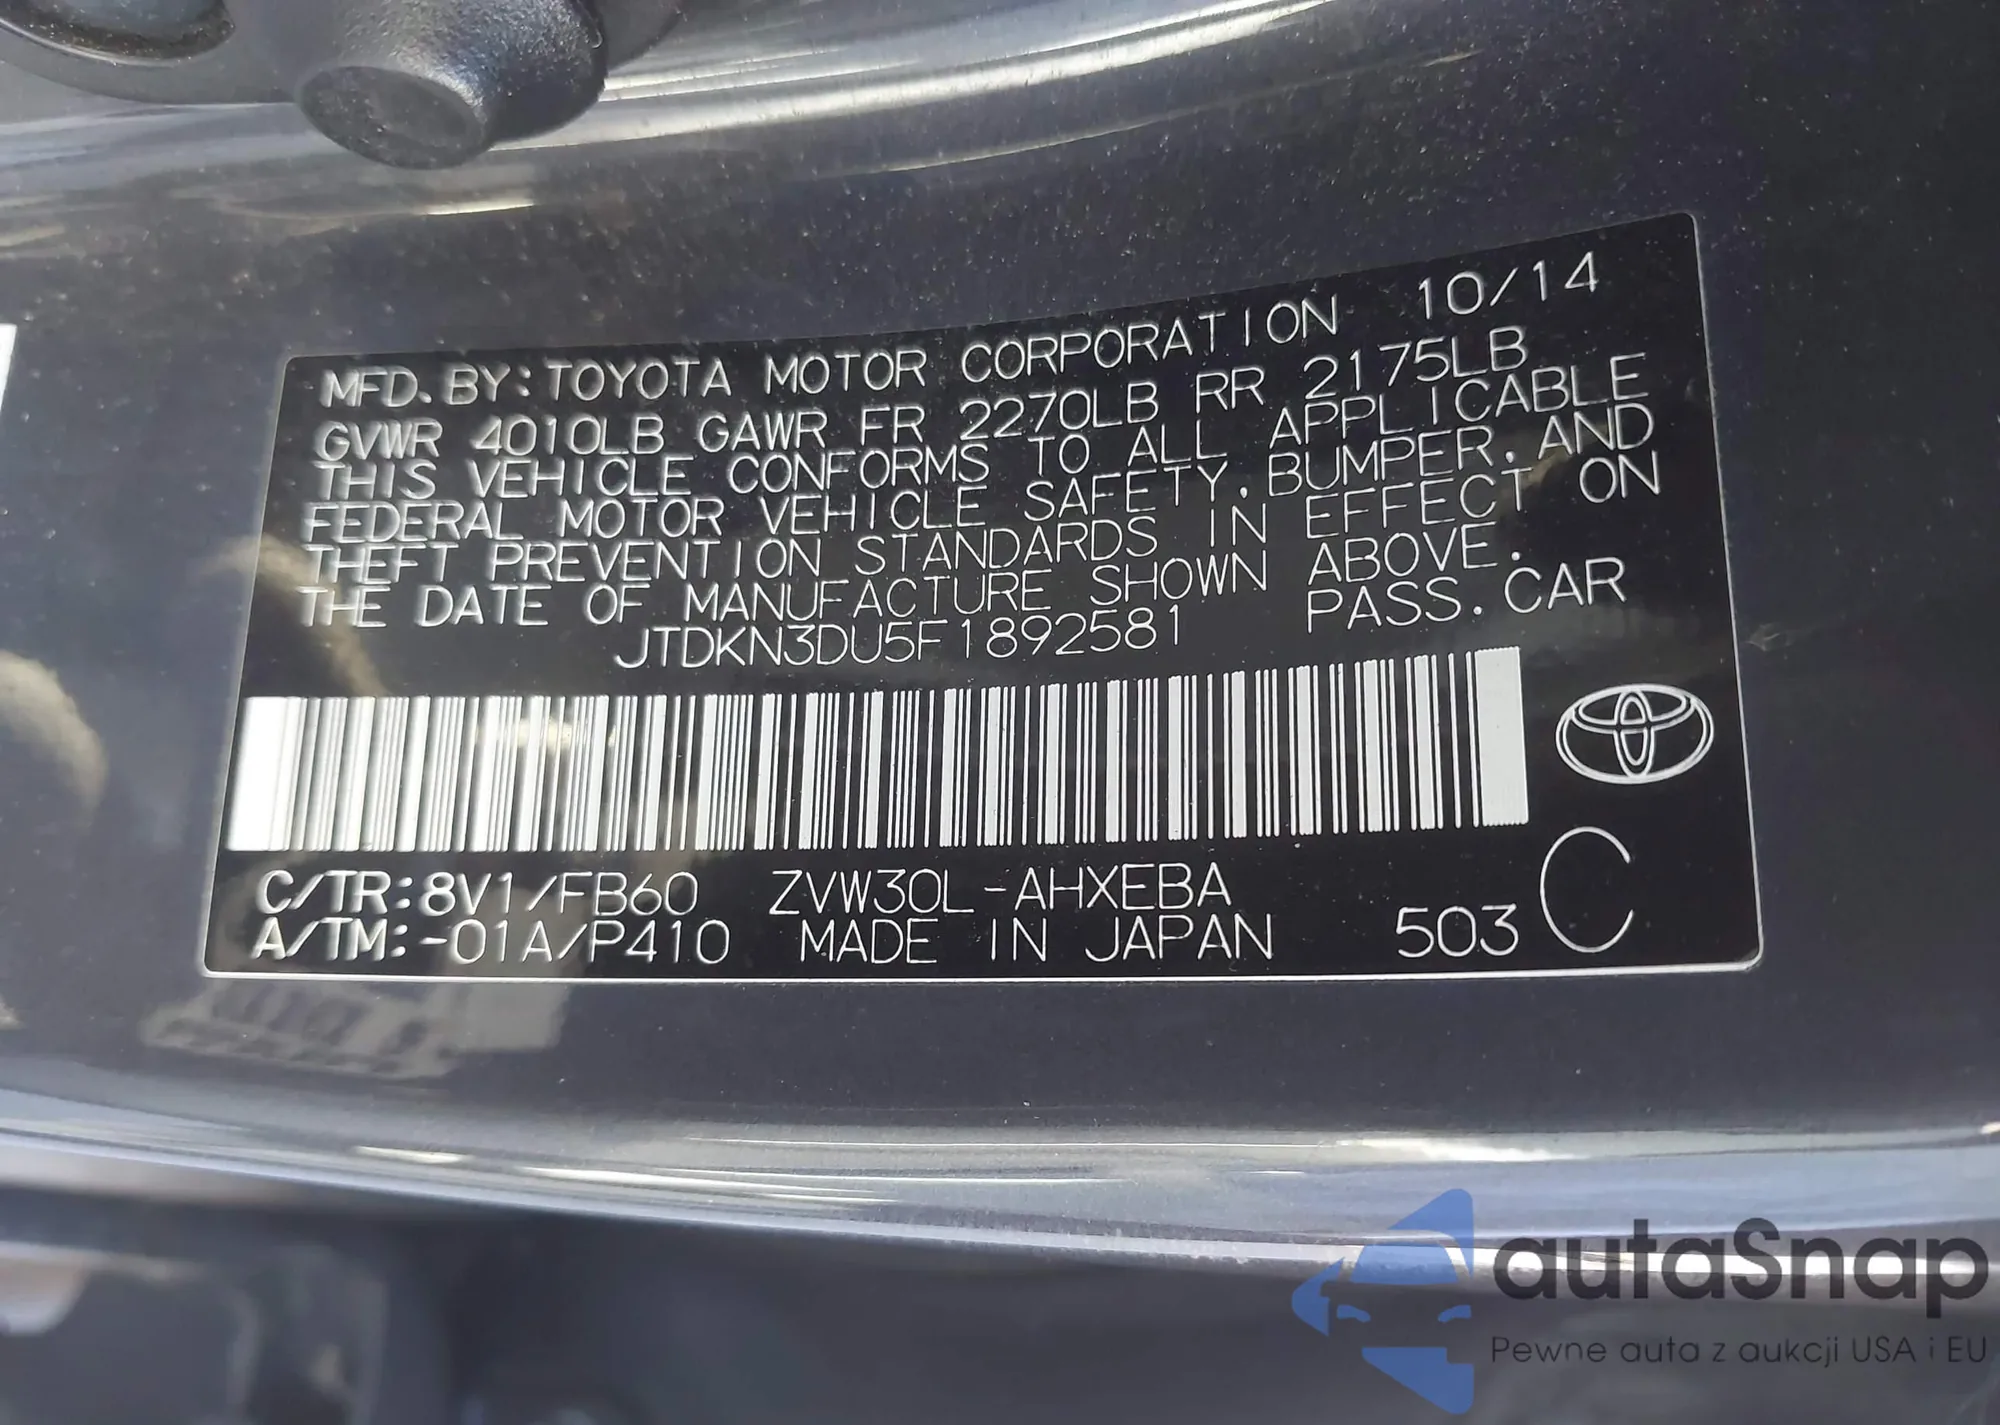 MFD. BY: TOYOTA MOTOR CORPORATION 10/14
GVWR 4010LB GAWR FR 2270LB RR 2175LB
THIS VEHICLE CONFORMS TO ALL APPLICABLE
FEDERAL MOTOR VEHICLE SAFETY, BUMPER, AND
THEFT PREVENTION STANDARDS IN EFFECT ON
THE DATE OF MANUFACTURE SHOWN ABOVE.
JTDKN3DU5F1892581 PASS. CAR
C/TR:8V1/FB60 ZVW30L-AHXEBA
A/TM:-01A/P410 MADE IN JAPAN 503 C
autaSnap
Pewne auta z aukcji USA i EU